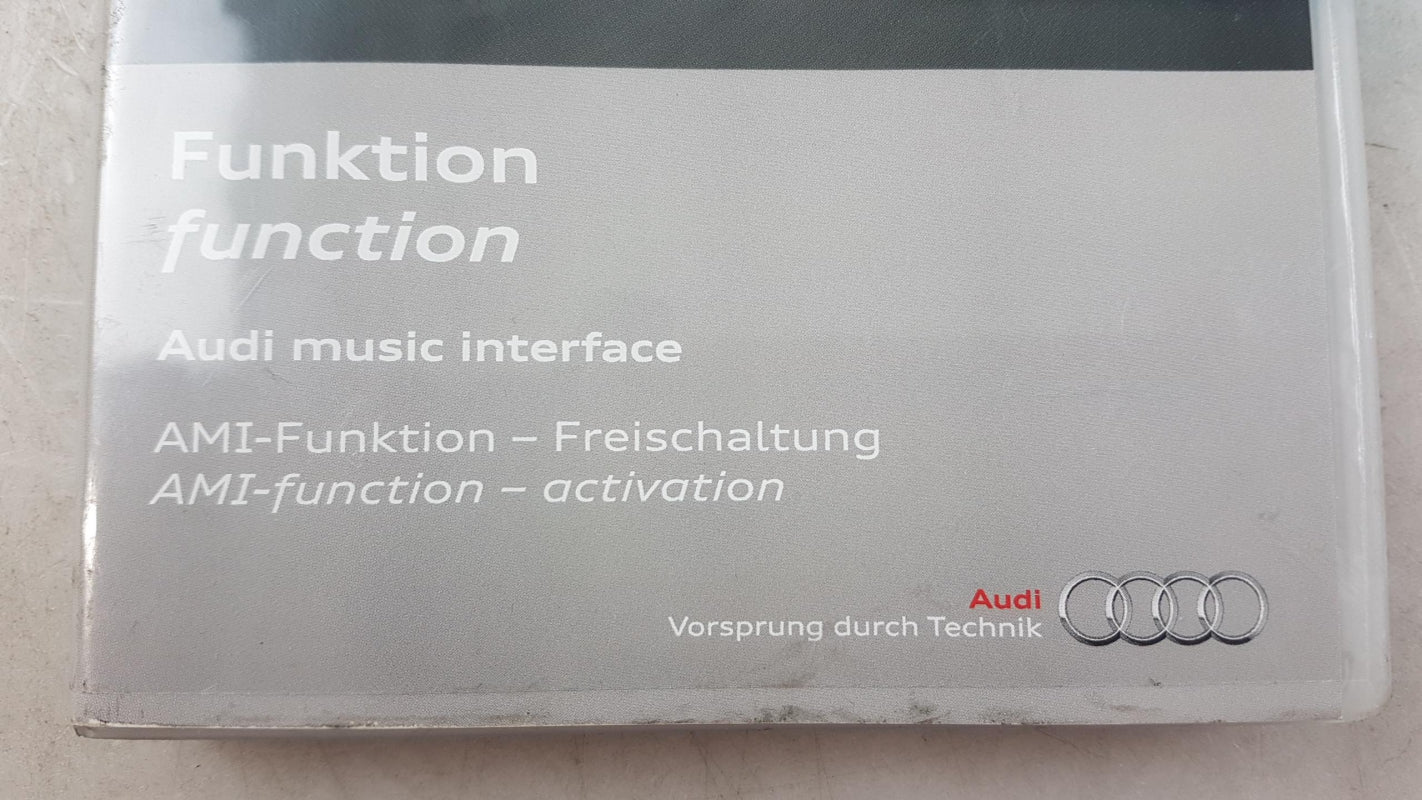 Funktion
function
Audi music interface
AMI-Funktion – Freischaltung
AMI-function – activation
Audi
Vorsprung durch Technik